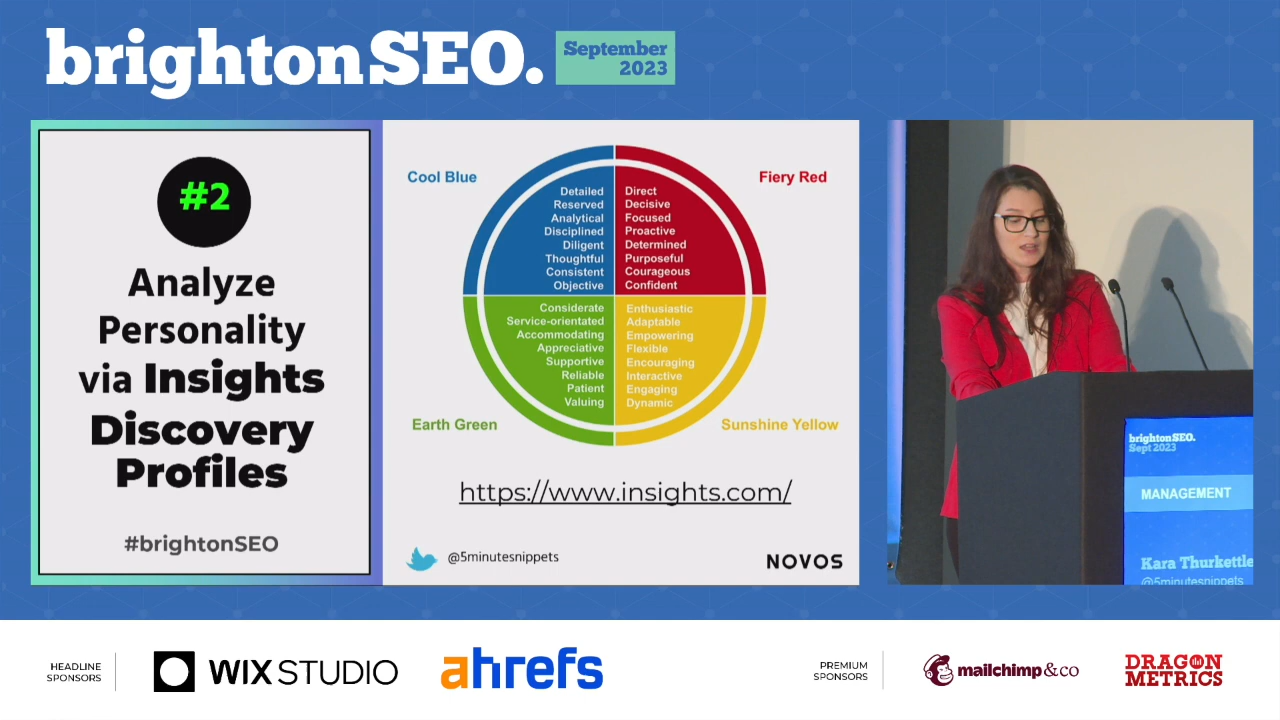 brightonSEO.
September
2023
#2
Analyze
Personality
via Insights
Discovery
Profiles
#brightonSEO
Cool Blue
Fiery Red
Detailed
Reserved
Analytical
Disciplined
Diligent
Thoughtful
Consistent
Objective
Direct
Decisive
Focused
Proactive
Determined
Purposeful
Courageous
Confident
Considerate
Service-orientated
Accommodating
Appreciative
Supportive
Reliable
Patient
Valuing
Enthusiastic
Adaptable
Empowering
Flexible
Encouraging
Interactive
Engaging
Dynamic
Earth Green
Sunshine Yellow
https://www.insights.com/
@5minutesnippets
NOVOS
brightonSEO.
Sept 2023
MANAGEMENT
Kara Thurkettle
@5minutesnippets
HEADLINE
SPONSORS
WIX STUDIO
ahrefs
PREMIUM
SPONSORS
mailchimp&co
DRAGON
METRICS